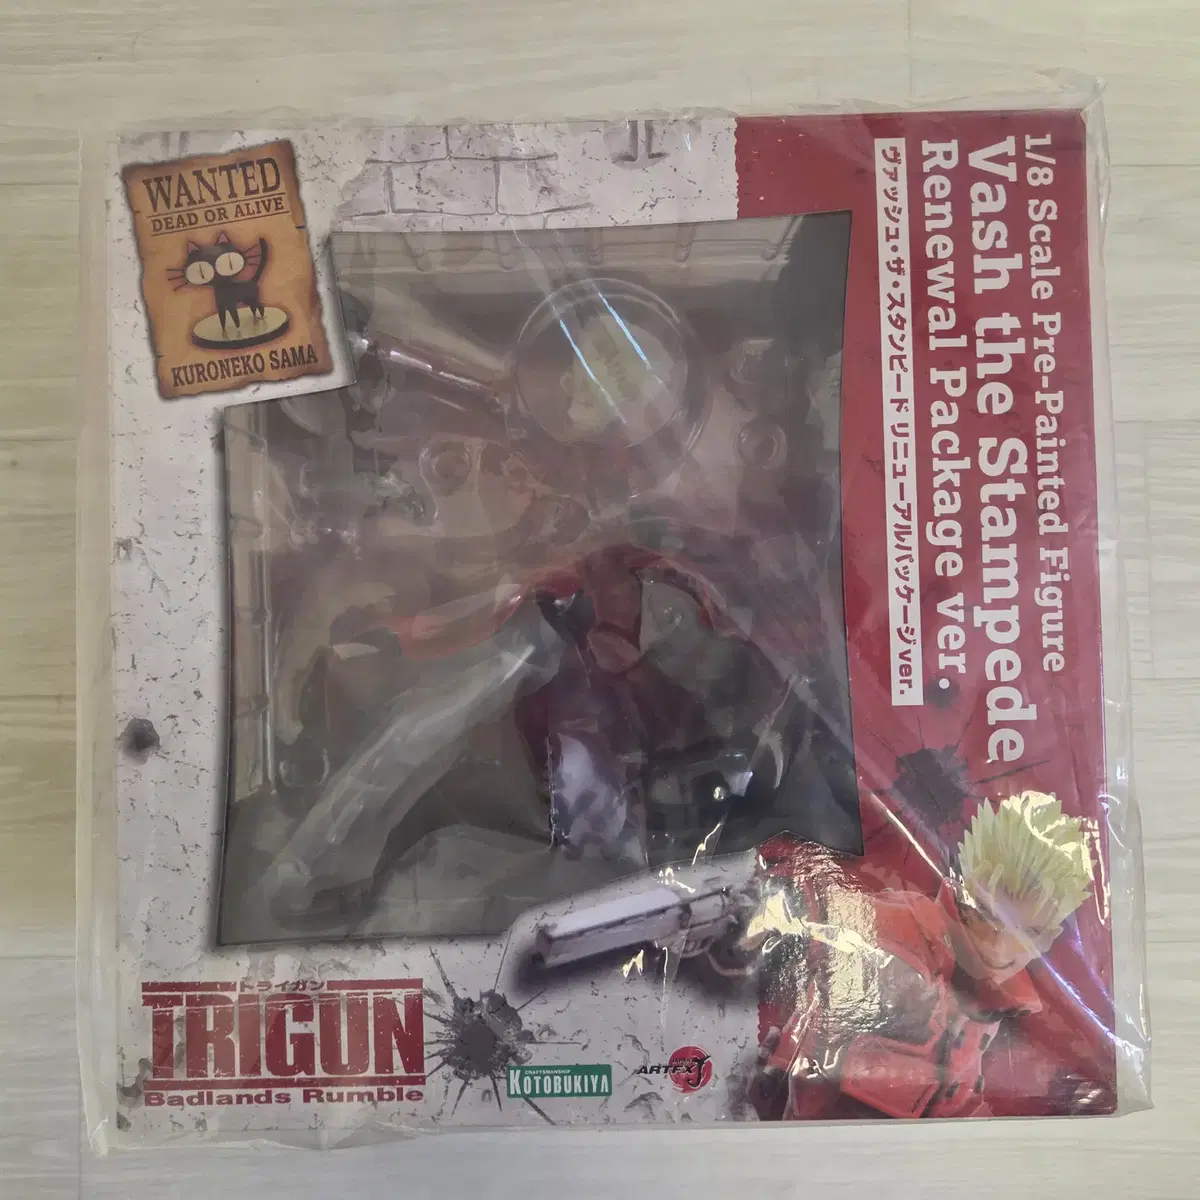 WANTED
DEAD OR ALIVE
KURONEKO SAMA
1/8 Scale Pre-Painted Figure
Vash the Stampede
Renewal Package ver.
ヴァッシュ・ザ・スタンピード リニューアルパッケージver.
トライガン
TRIGUN
Badlands Rumble
CRAFTSMANSHIP
KOTOBUKIYA
ARTFX J